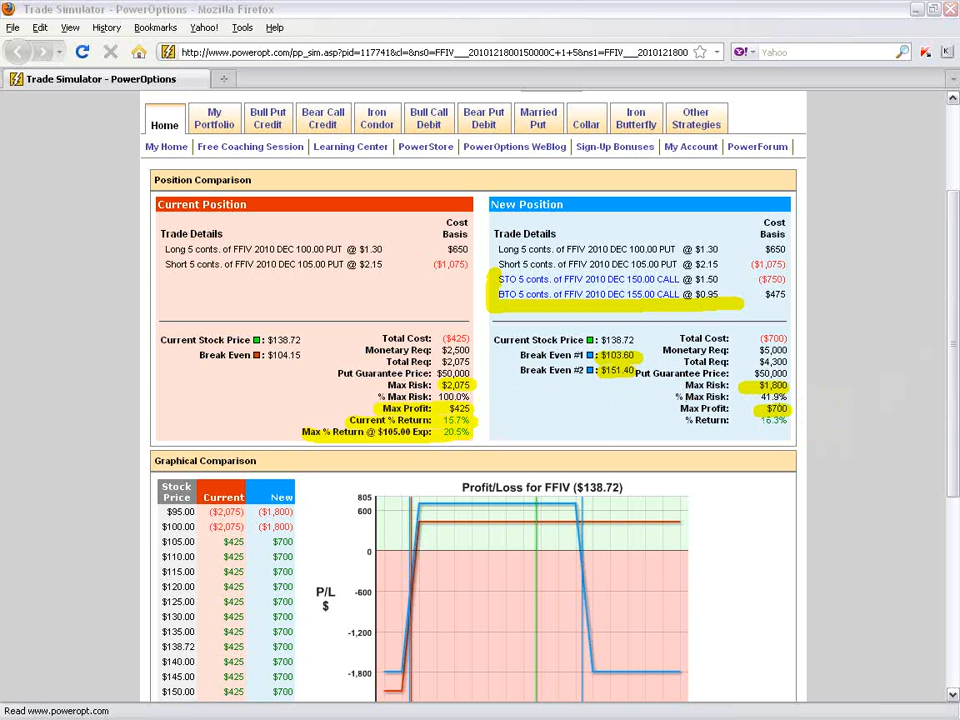 Trade Simulator - PowerOptions - Mozilla Firefox
File Edit View History Bookmarks Yahoo! Tools Help
http://www.poweropt.com/pp_sim.asp?pid=117741&cl=&ns0=FFIV___2010121800150000C+1+5&ns1=FFIV___2010121800
Yahoo
Trade Simulator - PowerOptions
Home
My Portfolio
Bull Put Credit
Bear Call Credit
Iron Condor
Bull Call Debit
Bear Put Debit
Married Put
Collar
Iron Butterfly
Other Strategies
My Home | Free Coaching Session | Learning Center | PowerStore | PowerOptions WeBlog | Sign-Up Bonuses | My Account | PowerForum |
Position Comparison
Current Position
Cost
Trade Details Basis
Long 5 conts. of FFIV 2010 DEC 100.00 PUT @ $1.30 $650
Short 5 conts. of FFIV 2010 DEC 105.00 PUT @ $2.15 ($1,075)
Current Stock Price : $138.72
Break Even : $104.15
Total Cost: ($425)
Monetary Req: $2,500
Total Req: $2,075
Put Guarantee Price: $50,000
Max Risk: $2,075
% Max Risk: 100.0%
Max Profit: $425
Current % Return: 15.7%
Max % Return @ $105.00 Exp: 20.5%
New Position
Cost
Trade Details Basis
Long 5 conts. of FFIV 2010 DEC 100.00 PUT @ $1.30 $650
Short 5 conts. of FFIV 2010 DEC 105.00 PUT @ $2.15 ($1,075)
STO 5 conts. of FFIV 2010 DEC 150.00 CALL @ $1.50 ($750)
BTO 5 conts. of FFIV 2010 DEC 155.00 CALL @ $0.95 $475
Current Stock Price : $138.72
Break Even #1 : $103.60
Break Even #2 : $151.40
Total Cost: ($700)
Monetary Req: $5,000
Total Req: $4,300
Put Guarantee Price: $50,000
Max Risk: $1,800
% Max Risk: 41.9%
Max Profit: $700
% Return: 16.3%
Graphical Comparison
Stock Price Current New
$95.00 ($2,075) ($1,800)
$100.00 ($2,075) ($1,800)
$105.00 $425 $700
$110.00 $425 $700
$115.00 $425 $700
$120.00 $425 $700
$125.00 $425 $700
$130.00 $425 $700
$135.00 $425 $700
$138.72 $425 $700
$140.00 $425 $700
$145.00 $425 $700
$150.00 $425 $700
Profit/Loss for FFIV ($138.72)
805
600
0
-600
-1,200
-1,800
P/L
$
Read www.poweropt.com